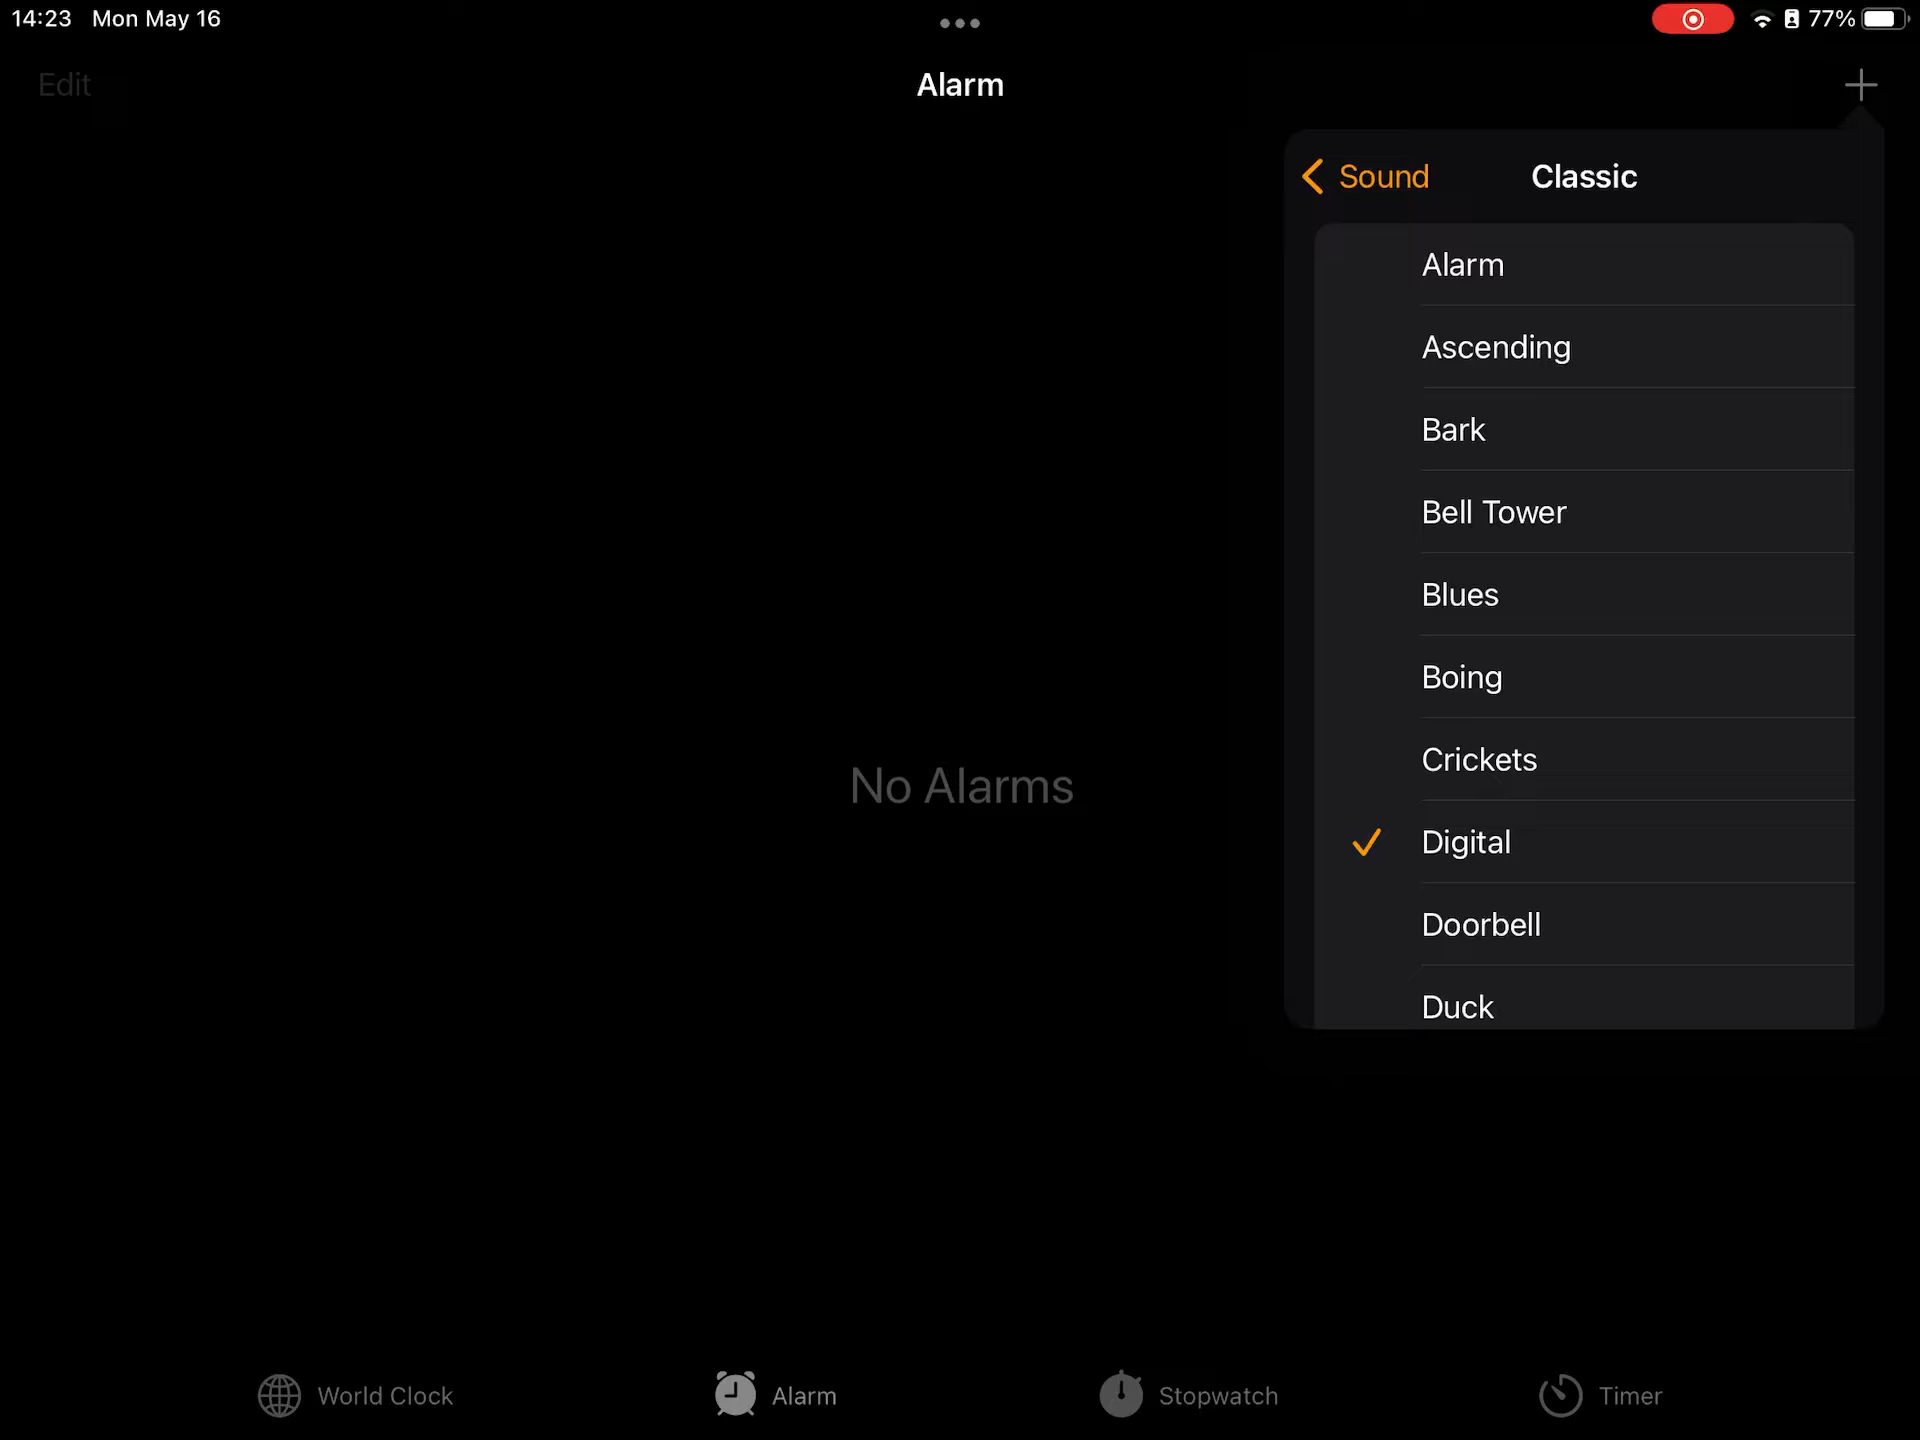 14:23 Mon May 16
77%
Edit
Alarm
Sound
Classic
Alarm
Ascending
Bark
Bell Tower
Blues
Boing
Crickets
Digital
Doorbell
Duck
No Alarms
World Clock
Alarm
Stopwatch
Timer